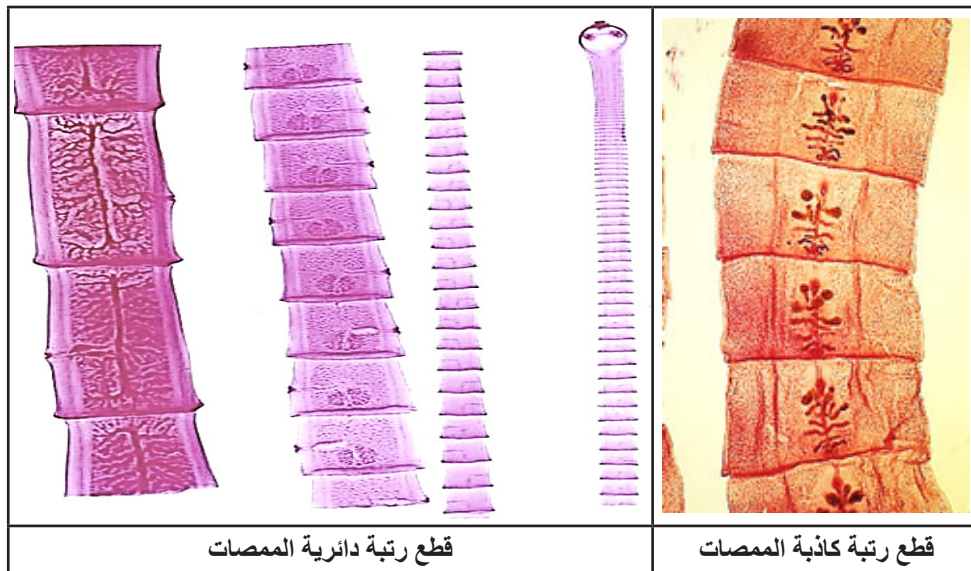 قطع رتبة كاذبة الممصات
قطع رتبة دائرية الممصات